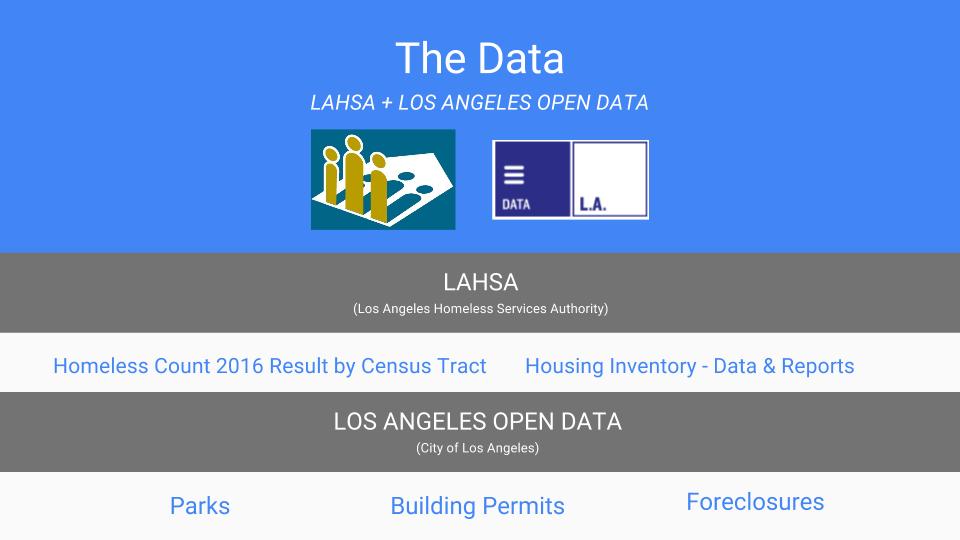 The Data
LAHSA + LOS ANGELES OPEN DATA
DATA
L.A.
LAHSA
(Los Angeles Homeless Services Authority)
Homeless Count 2016 Result by Census Tract
Housing Inventory - Data & Reports
LOS ANGELES OPEN DATA
(City of Los Angeles)
Parks
Building Permits
Foreclosures